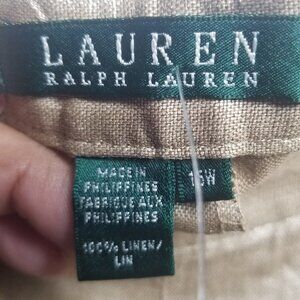 LAUREN
RALPH LAUREN
MADE IN
PHILIPPINES
FABRIQUE AUX
PHILIPPINES
100% LINEN/
LIN
16W